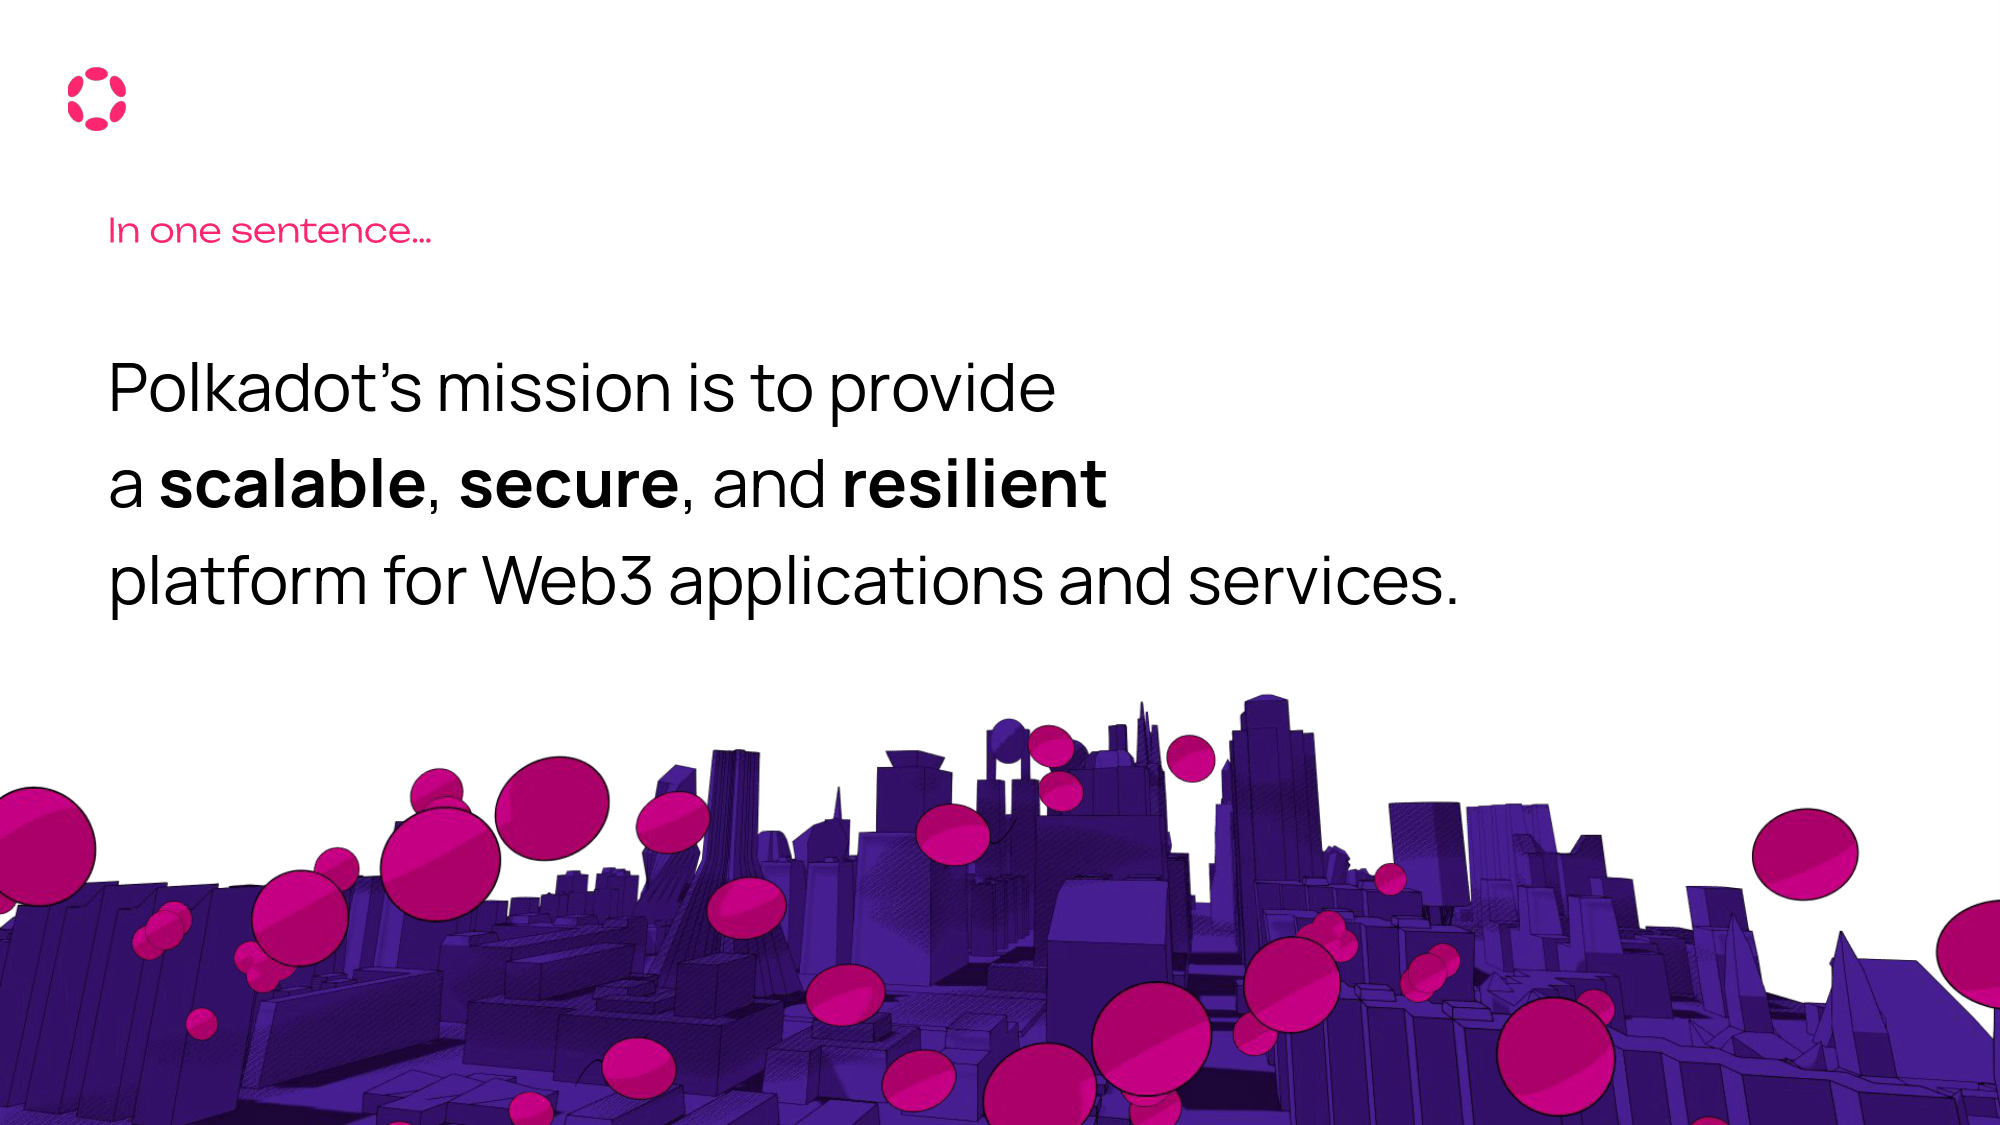 In one sentence...
Polkadot’s mission is to provide
a scalable, secure, and resilient
platform for Web3 applications and services.